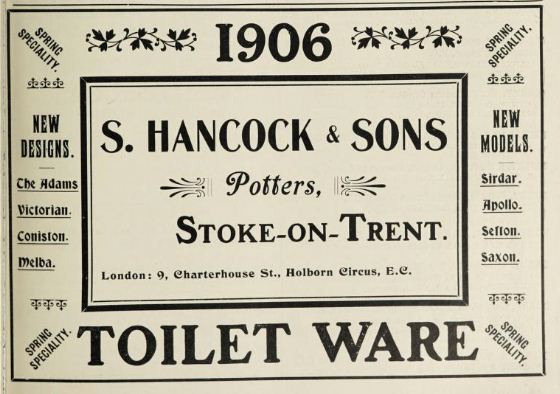 SPRING
SPECIALITY.
1906
SPRING
SPECIALITY.
NEW
DESIGNS.
The Adams
Victorian.
Coniston.
Melba.
S. HANCOCK & SONS
Potters,
STOKE-ON-TRENT.
London: 9, Charterhouse St., Holborn Circus, E.C.
NEW
MODELS.
Sirdar.
Apollo.
Sefton.
Saxon.
SPRING
SPECIALITY.
TOILET WARE
SPRING
SPECIALITY.